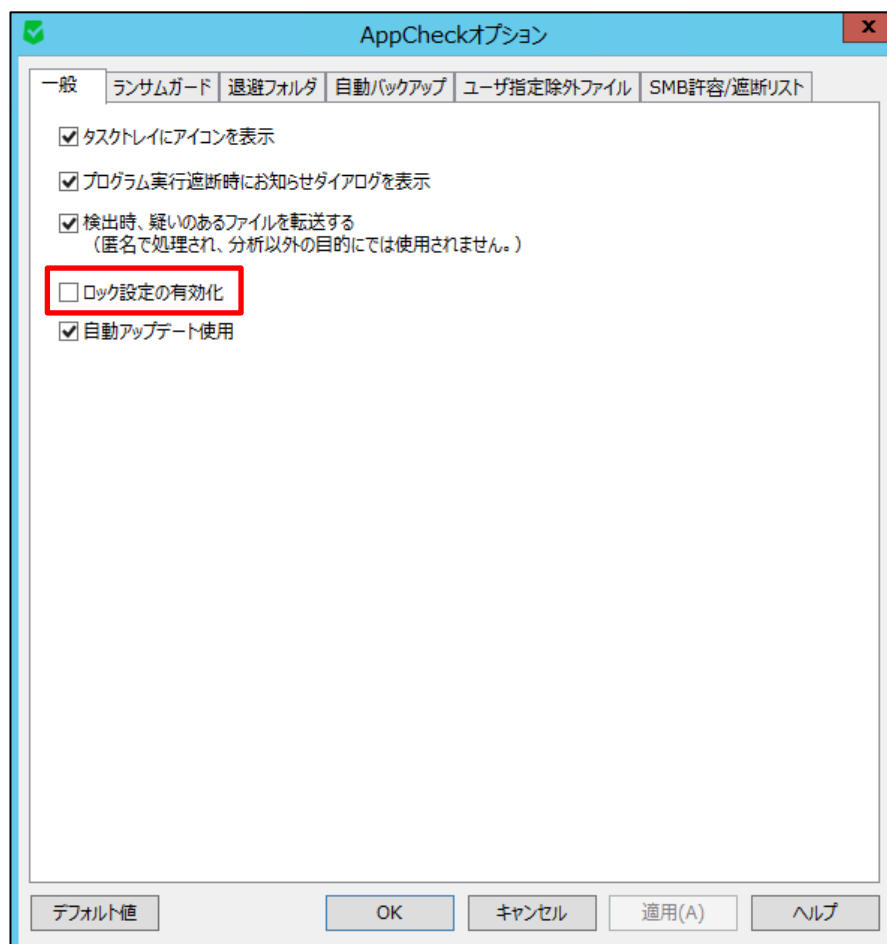 AppCheckオプション
x
一般 ランサムガード 退避フォルダ 自動バックアップ ユーザ指定除外ファイル SMB許容/遮断リスト
タスクトレイにアイコンを表示
プログラム実行遮断時にお知らせダイアログを表示
検出時、疑いのあるファイルを転送する
（匿名で処理され、分析以外の目的にでは使用されません。）
ロック設定の有効化
自動アップデート使用
デフォルト値 OK キャンセル 適用(A) ヘルプ